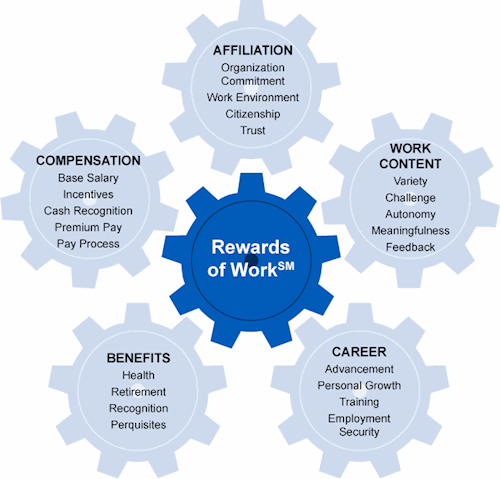 AFFILIATION
Organization
Commitment
Work Environment
Citizenship
Trust
COMPENSATION
Base Salary
Incentives
Cash Recognition
Premium Pay
Pay Process
WORK
CONTENT
Variety
Challenge
Autonomy
Meaningfulness
Feedback
Rewards
of Work℠
BENEFITS
Health
Retirement
Recognition
Perquisites
CAREER
Advancement
Personal Growth
Training
Employment
Security